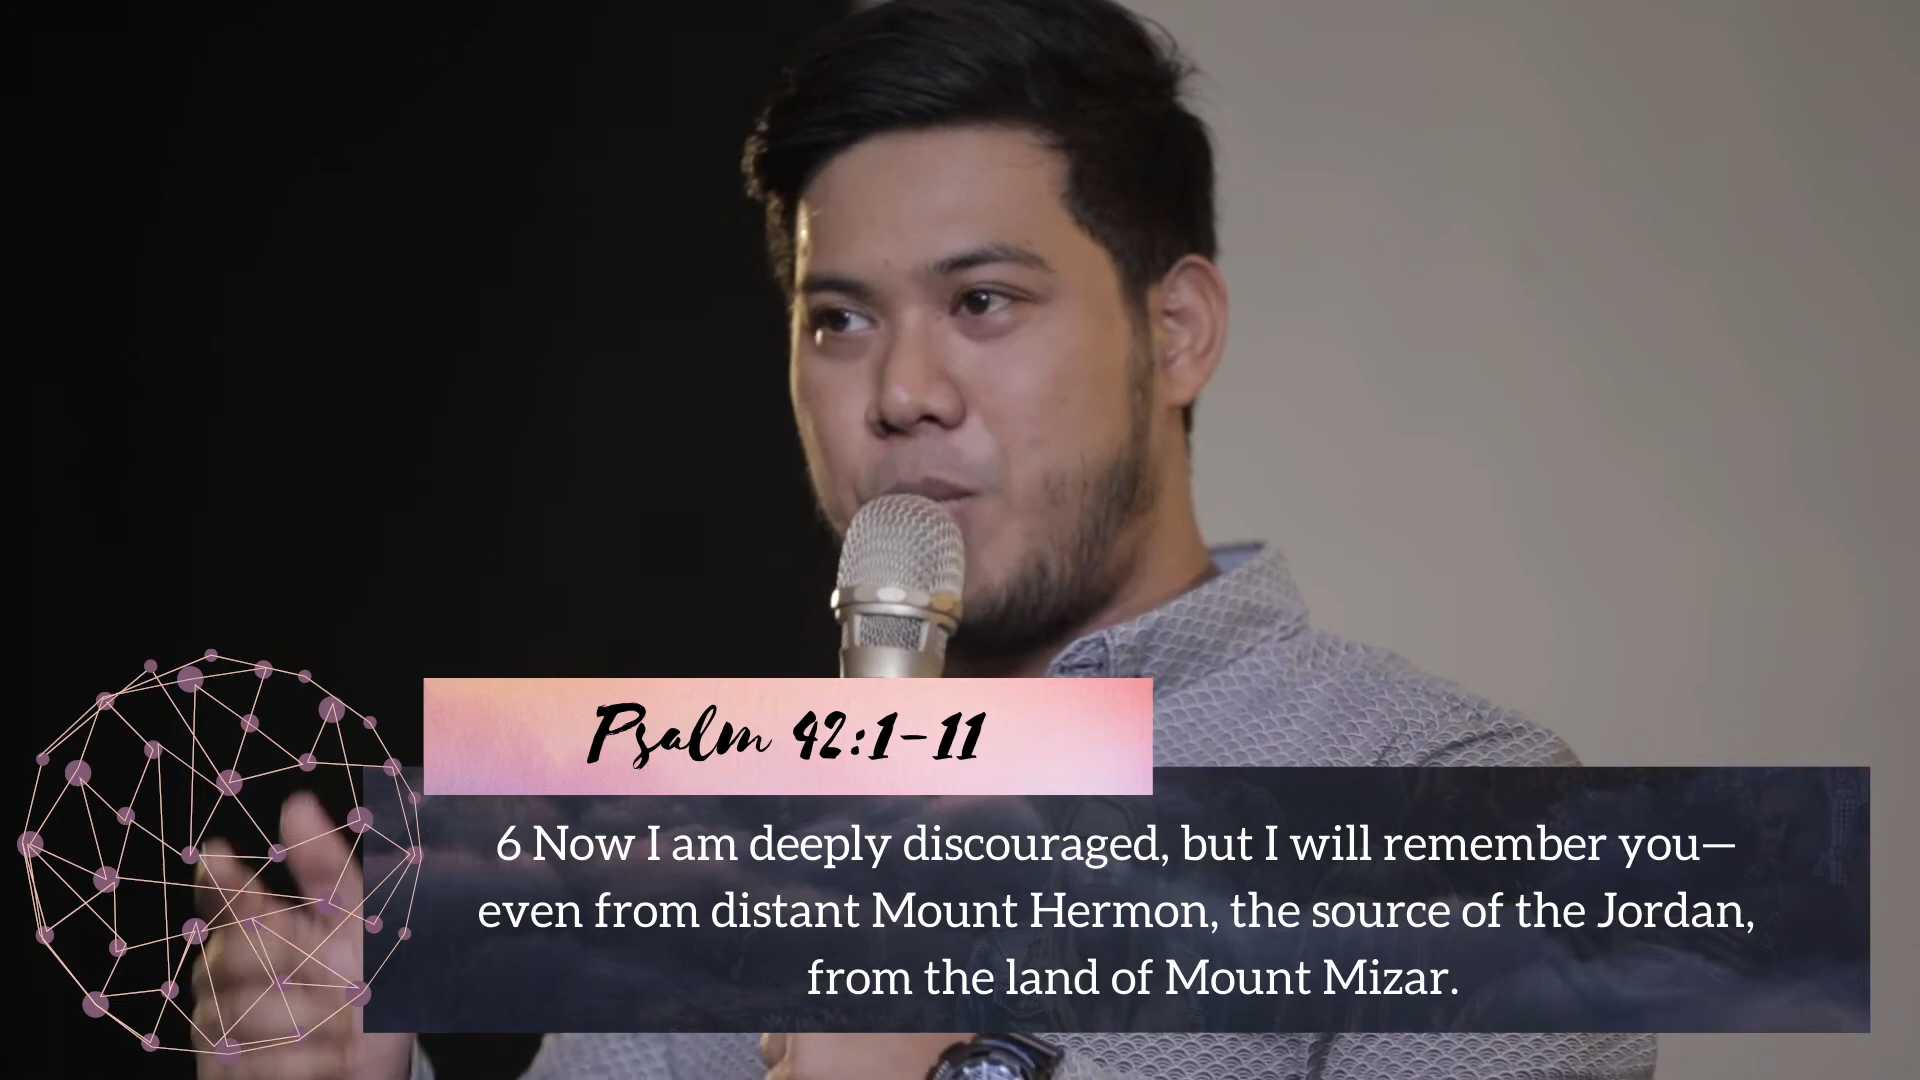 Psalm 42:1-11
6 Now I am deeply discouraged, but I will remember you—
even from distant Mount Hermon, the source of the Jordan,
from the land of Mount Mizar.